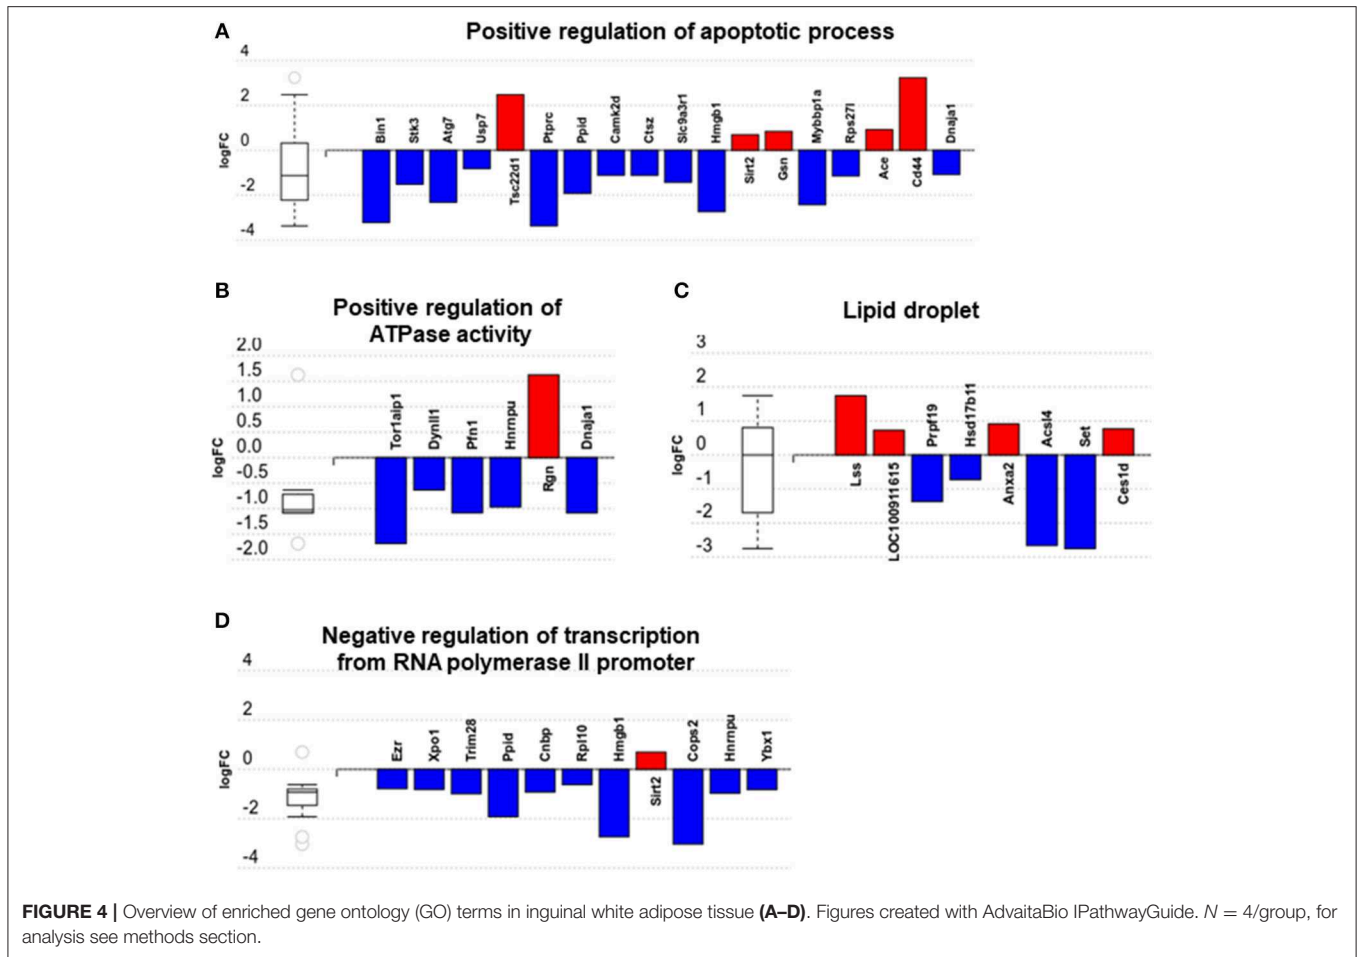 A
Positive regulation of apoptotic process
4
2
0
-2
-4
logFC
Bin1
Stk3
Atg7
Usp7
Tsc22d1
Ptprc
Ppid
Camk2d
Ctsz
Slc9a3r1
Hmgb1
Sirt2
Gsn
Mybbp1a
Rps27l
Ace
Cd44
Dnaja1
B
Positive regulation of
ATPase activity
2.0
1.5
1.0
0.5
0.0
-0.5
-1.0
-1.5
-2.0
logFC
Tor1aip1
Dynll1
Pfn1
Hnrnpu
Rgn
Dnaja1
C
Lipid droplet
3
2
1
0
-1
-2
-3
logFC
Lss
LOC100911615
Prpf19
Hsd17b11
Anxa2
Acsl4
Set
Ces1d
D
Negative regulation of transcription
from RNA polymerase II promoter
4
2
0
-2
-4
logFC
Ezr
Xpo1
Trim28
Ppid
Cnbp
Rpl10
Hmgb1
Sirt2
Cops2
Hnrnpu
Ybx1
FIGURE 4 | Overview of enriched gene ontology (GO) terms in inguinal white adipose tissue (A–D). Figures created with AdvaitaBio IPathwayGuide. N = 4/group, for
analysis see methods section.